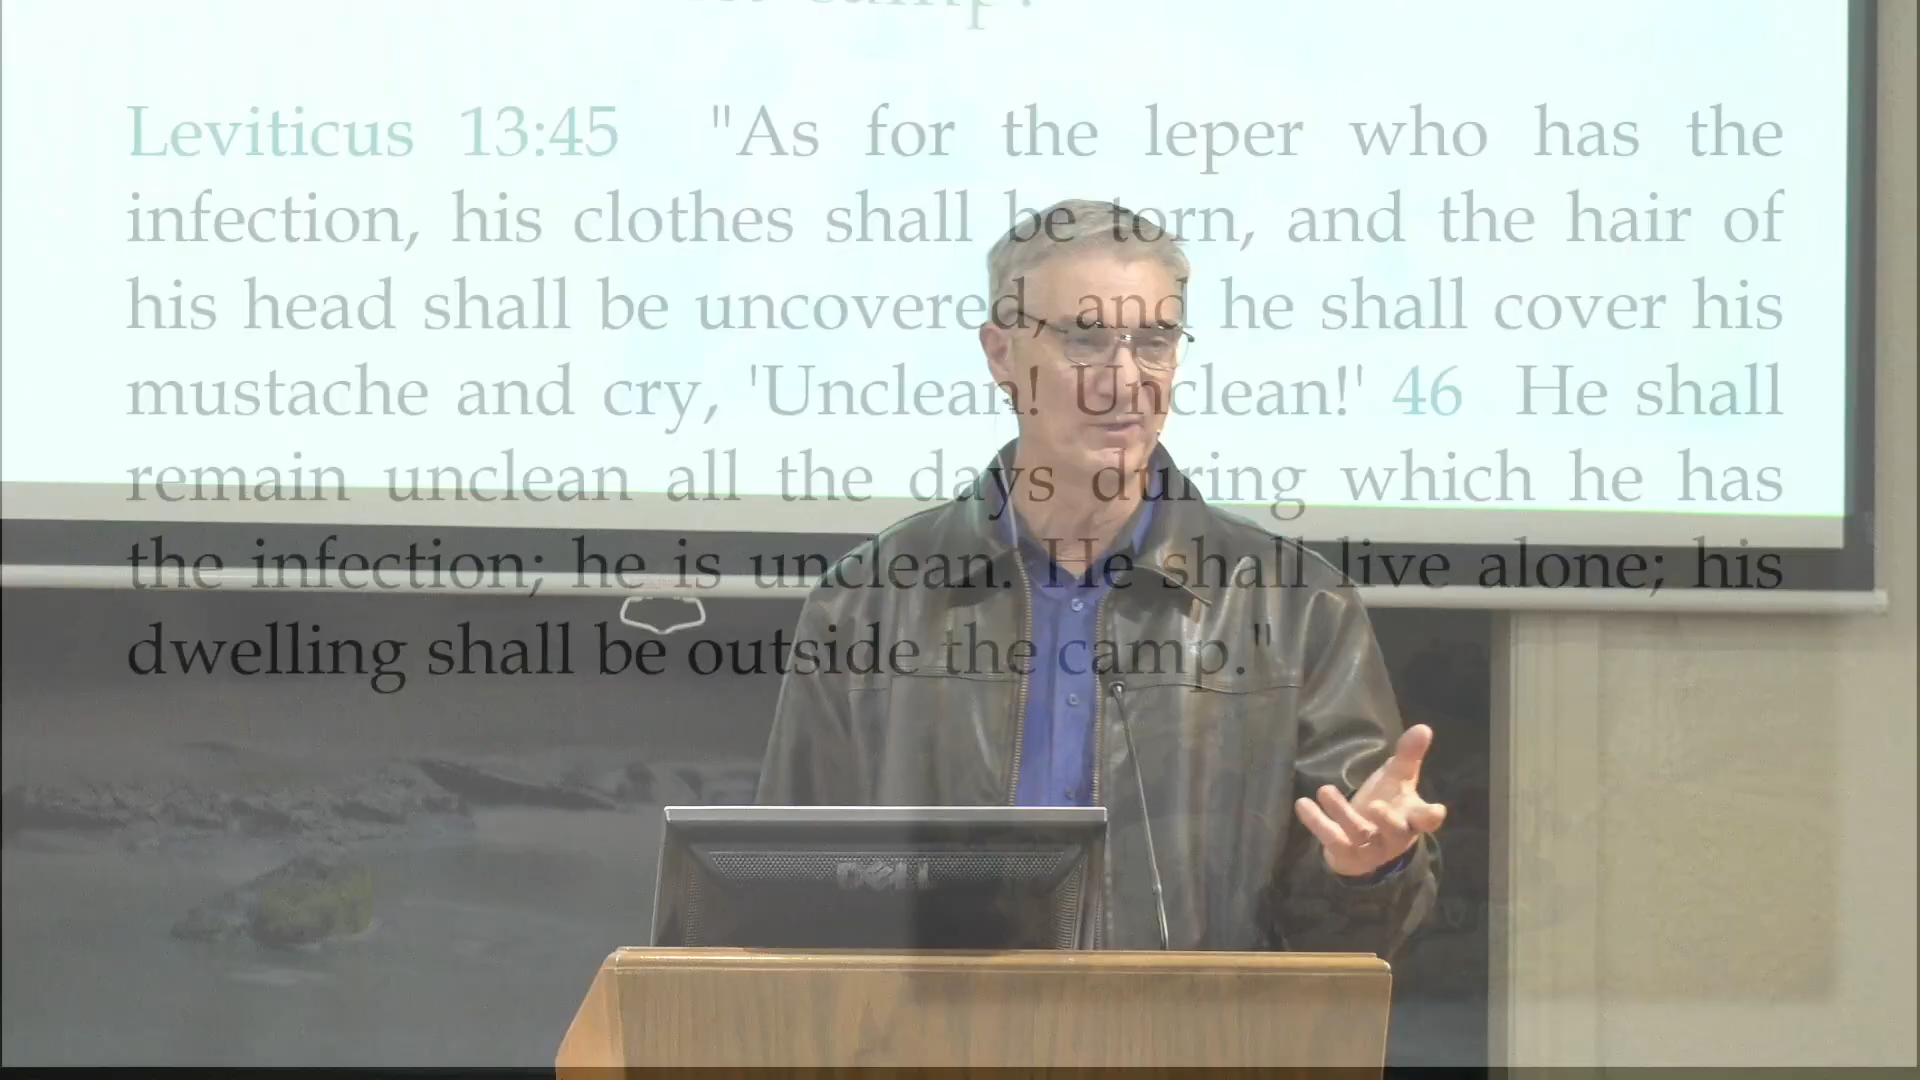 camp?
Leviticus 13:45 "As for the leper who has the
infection, his clothes shall be torn, and the hair of
his head shall be uncovered, and he shall cover his
mustache and cry, 'Unclean! Unclean!' 46 He shall
remain unclean all the days during which he has
the infection; he is unclean. He shall live alone; his
dwelling shall be outside the camp."
DELL